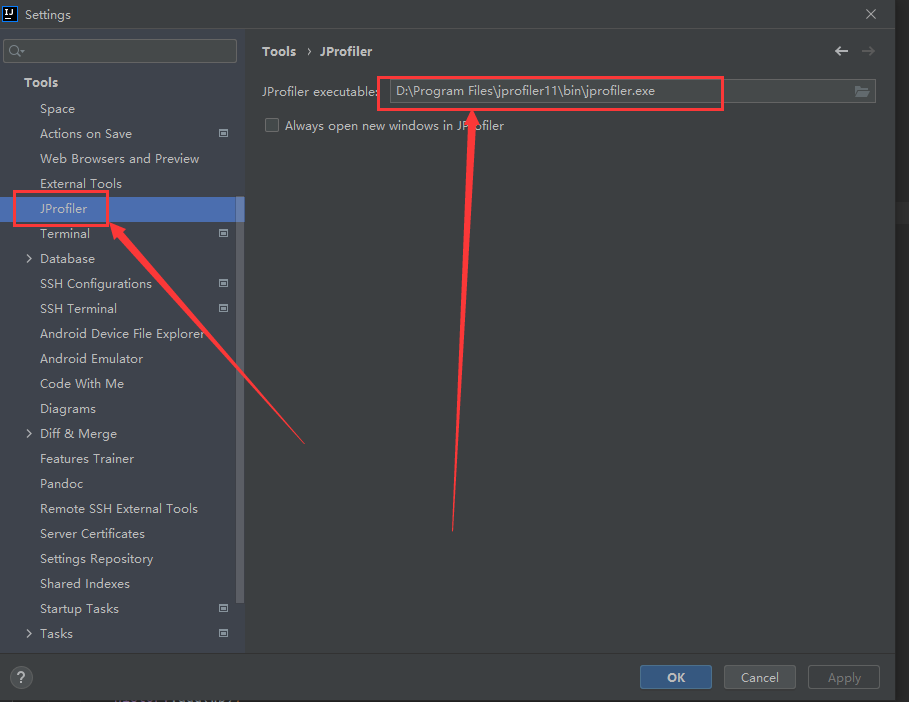 IJ
Settings
Tools › JProfiler
Tools
Space
JProfiler executable: D:\Program Files\jprofiler11\bin\jprofiler.exe
Actions on Save
Always open new windows in JProfiler
Web Browsers and Preview
External Tools
JProfiler
Terminal
Database
SSH Configurations
SSH Terminal
Android Device File Explorer
Android Emulator
Code With Me
Diagrams
Diff & Merge
Features Trainer
Pandoc
Remote SSH External Tools
Server Certificates
Settings Repository
Shared Indexes
Startup Tasks
Tasks
? OK Cancel Apply